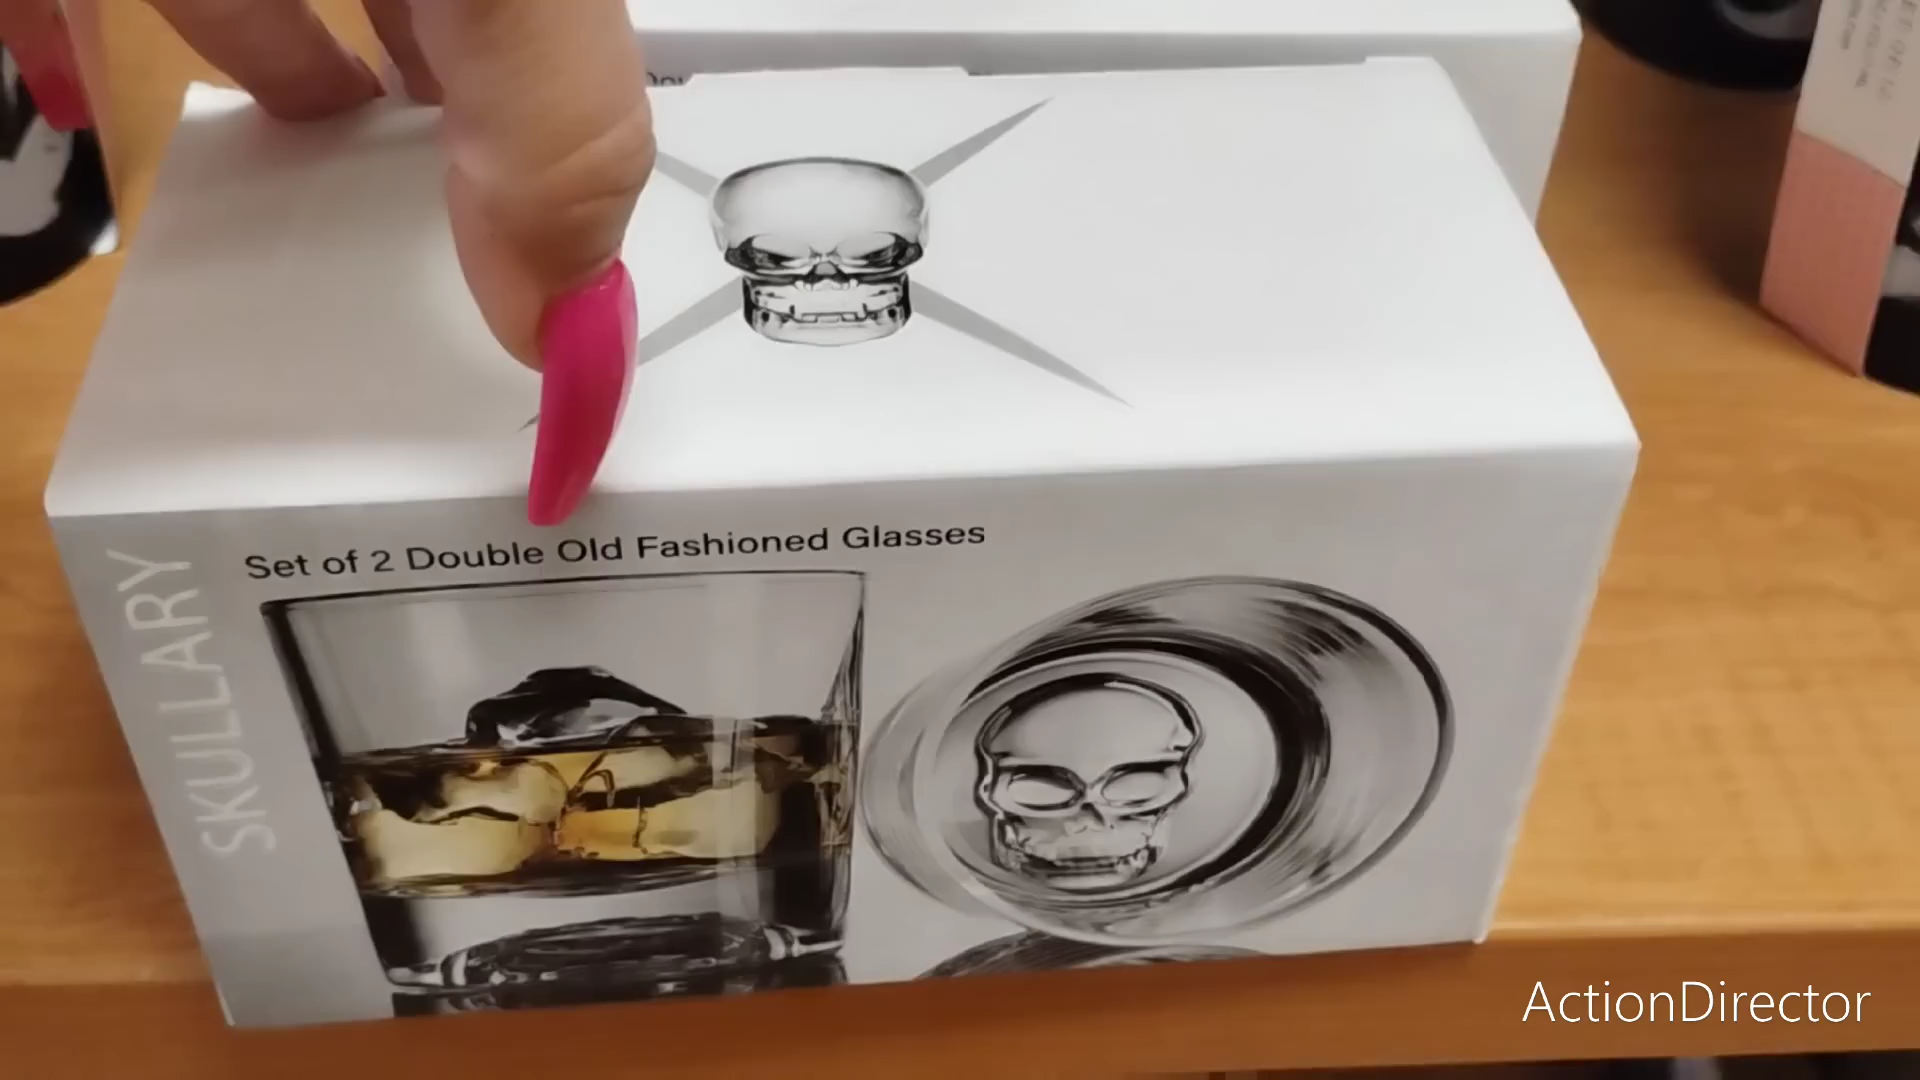 Set of 2 Double Old Fashioned Glasses
SKULLARY
ActionDirector